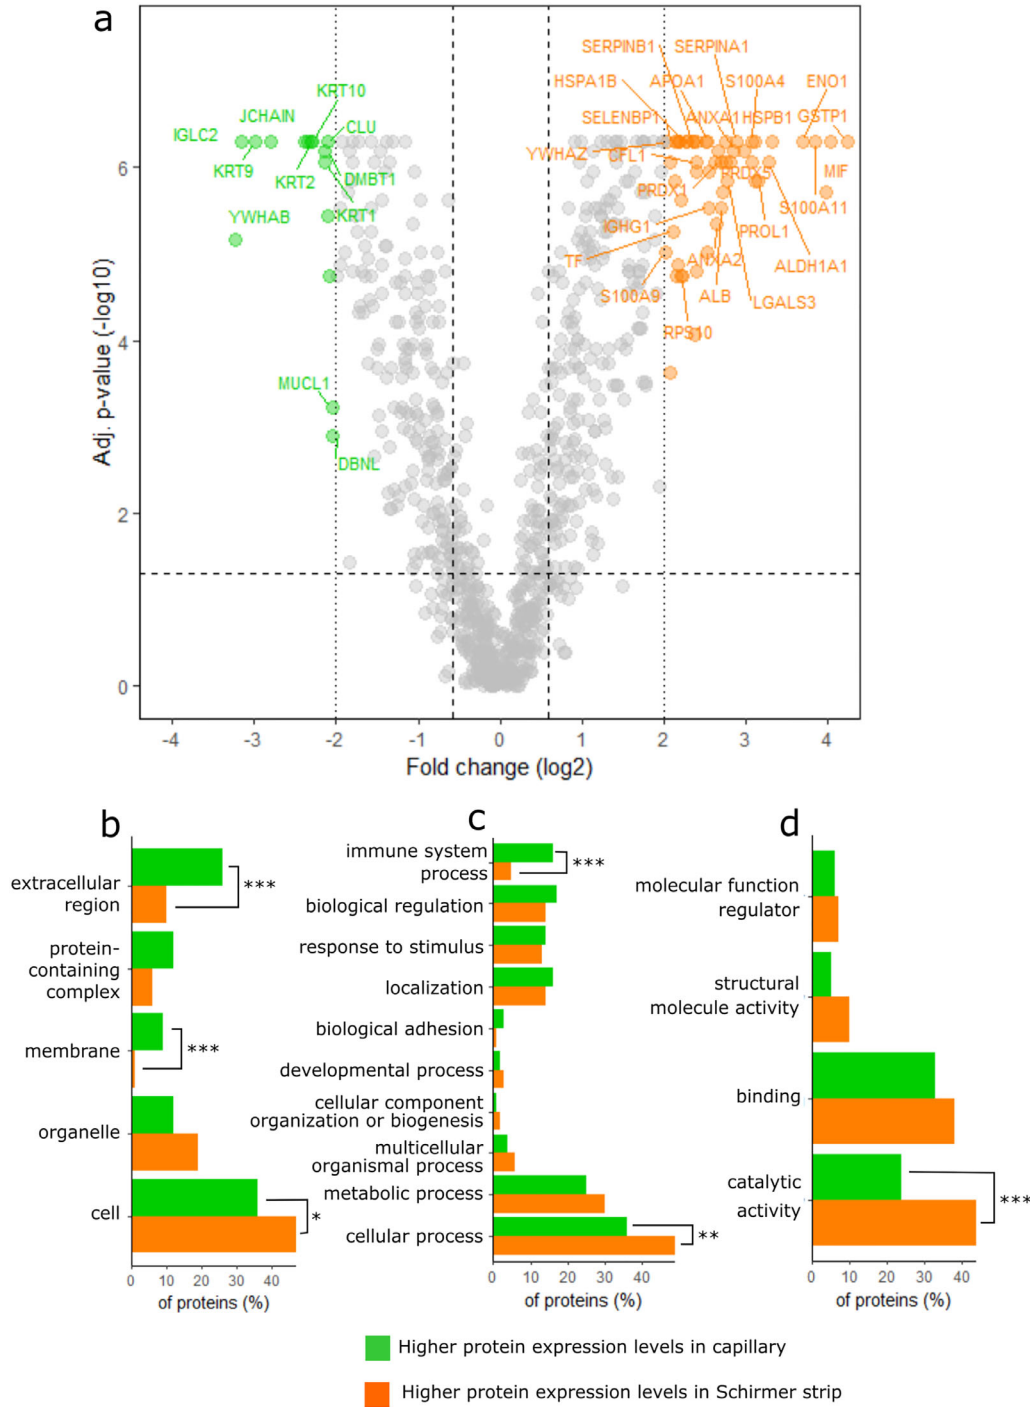 a
SERPINB1
SERPINA1
HSPA1B
APOA1
S100A4
ENO1
KRT10
JCHAIN
SELENBP1
ANXA1
HSPB1
GSTP1
IGLC2
CLU
KRT9
YWHAZ
CFL1
KRT2
DMBT1
PRDX1
PRDX5
MIF
YWHAB
KRT1
S100A11
IGHG1
PROL1
TF
ANXA2
ALDH1A1
S100A9
ALB
LGALS3
RPS10
MUCL1
DBNL
Adj. p-value (-log10)
6
4
2
0
-4 -3 -2 -1 0 1 2 3 4
Fold change (log2)
b
extracellular
region
***
protein-
containing
complex
membrane
***
organelle
cell
*
0 10 20 30 40
of proteins (%)
c
immune system
process
***
biological regulation
response to stimulus
localization
biological adhesion
developmental process
cellular component
organization or biogenesis
multicellular
organismal process
metabolic process
cellular process
**
0 10 20 30 40
of proteins (%)
d
molecular function
regulator
structural
molecule activity
binding
catalytic
activity
***
0 10 20 30 40
of proteins (%)
Higher protein expression levels in capillary
Higher protein expression levels in Schirmer strip